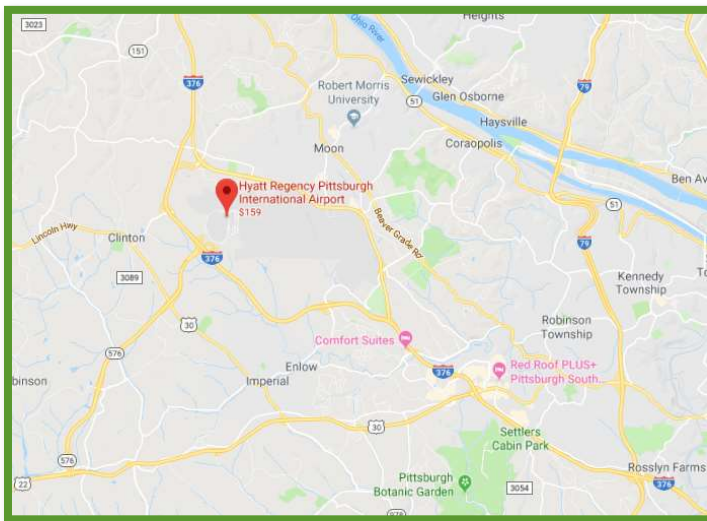 3023
Heights
Ohio River
151
376
79
Robert Morris
University
Sewickley
51
Glen Osborne
Haysville
Moon
Coraopolis
Ben Av
Hyatt Regency Pittsburgh
International Airport
$159
51
Lincoln Hwy
Clinton
Beaver Grade Rd
79
376
3089
Kennedy
Township
To
30
Robinson
Township
576
Comfort Suites
Enlow
376
Red Roof PLUS+
Pittsburgh South...
binson
Imperial
30
Settlers
Cabin Park
576
Rosslyn Farms
22
Pittsburgh
Botanic Garden
3054
376
978